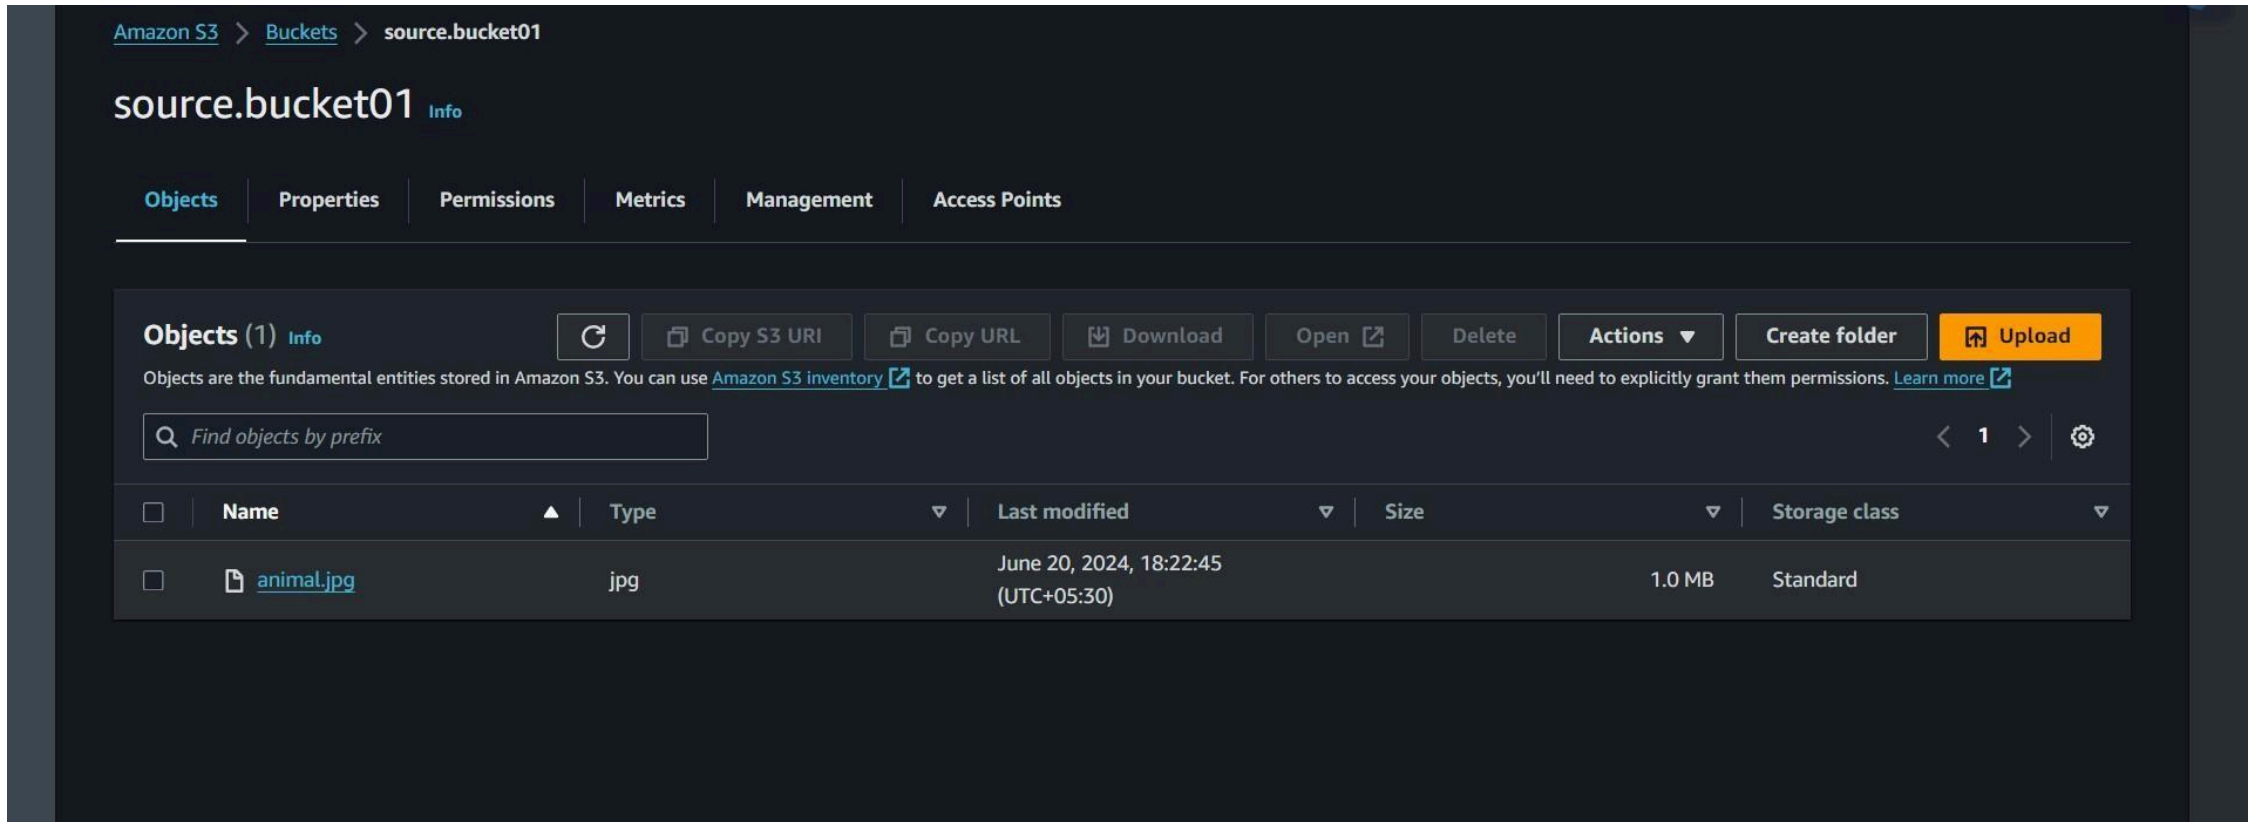 Amazon S3 > Buckets > source.bucket01
source.bucket01 Info
Objects Properties Permissions Metrics Management Access Points
Objects (1) Info Copy S3 URI Copy URL Download Open Delete Actions Create folder Upload
Objects are the fundamental entities stored in Amazon S3. You can use Amazon S3 inventory to get a list of all objects in your bucket. For others to access your objects, you'll need to explicitly grant them permissions. Learn more
Find objects by prefix < 1 >
Name Type Last modified Size Storage class
animal.jpg jpg June 20, 2024, 18:22:45 1.0 MB Standard
(UTC+05:30)